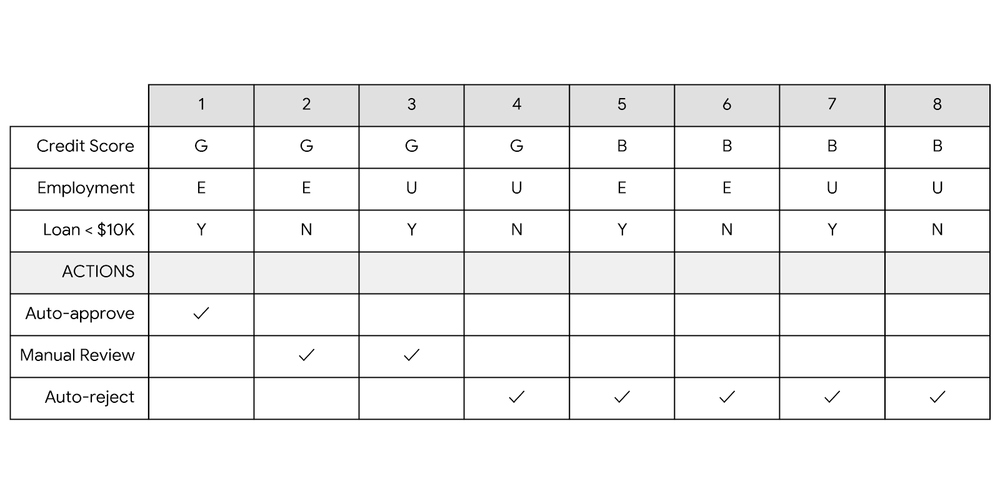 1 2 3 4 5 6 7 8
Credit Score G G G G B B B B
Employment E E U U E E U U
Loan < $10K Y N Y N Y N Y N
ACTIONS
Auto-approve ✓
Manual Review ✓ ✓
Auto-reject ✓ ✓ ✓ ✓ ✓